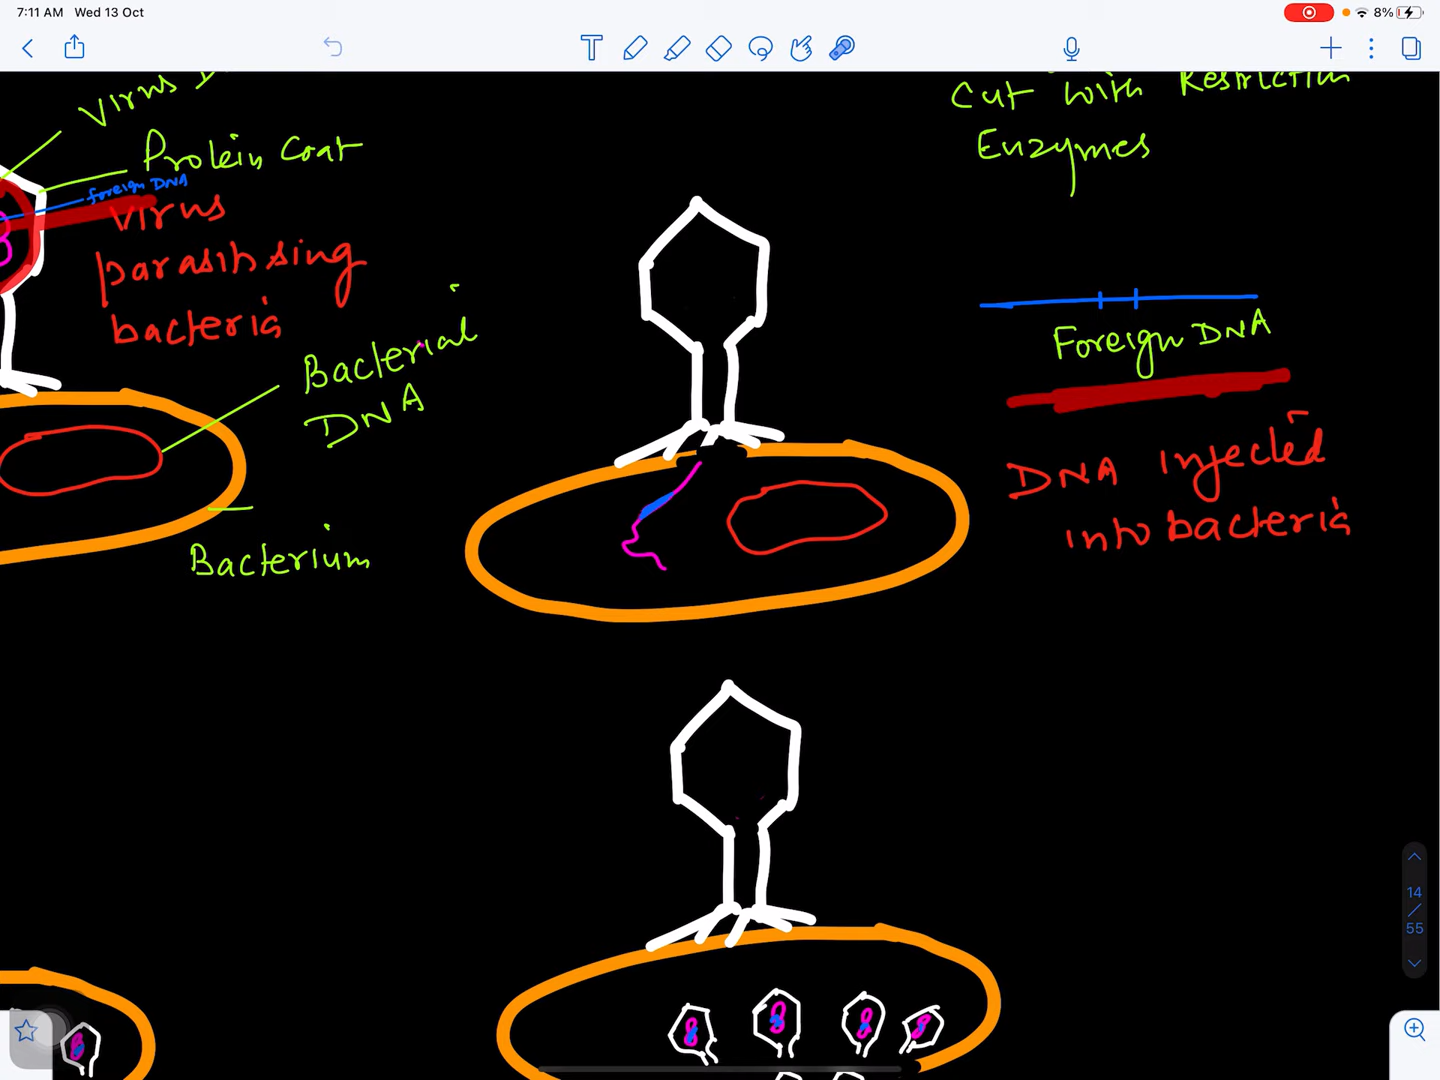 7:11 AM Wed 13 Oct
8%
T
Virus
Protein Coat
foreign DNA
virus
parasitising
bacteria
Bacterial
DNA
Bacterium
Cut with Restriction
Enzymes
Foreign DNA
DNA injected
into bacteria
14
/
55